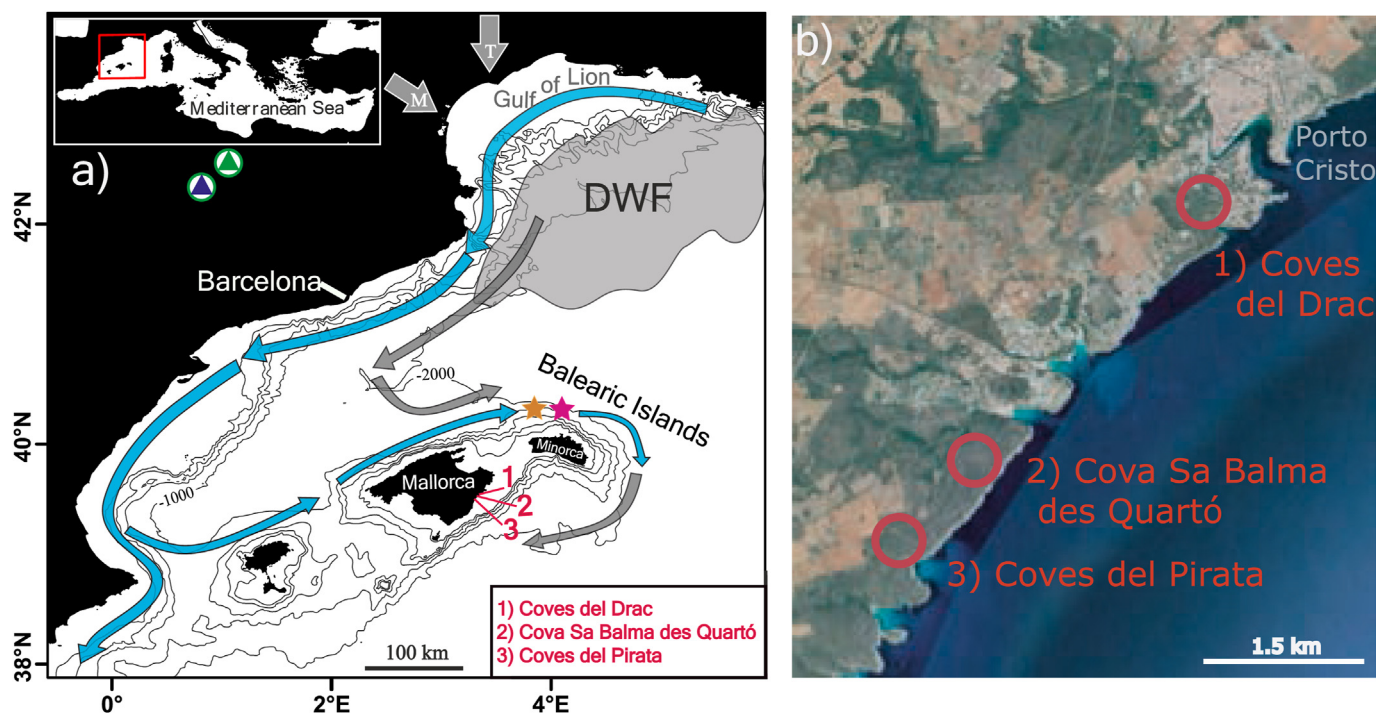 Mediterranean Sea
a)
M
T
Gulf of Lion
DWF
42°N
Barcelona
-2000
Balearic Islands
40°N
Minorca
Mallorca
-1000
1
2
3
1) Coves del Drac
2) Cova Sa Balma des Quartó
3) Coves del Pirata
100 km
38°N
0°
2°E
4°E
b)
Porto
Cristo
1) Coves
del Drac
2) Cova Sa Balma
des Quartó
3) Coves del Pirata
1.5 km